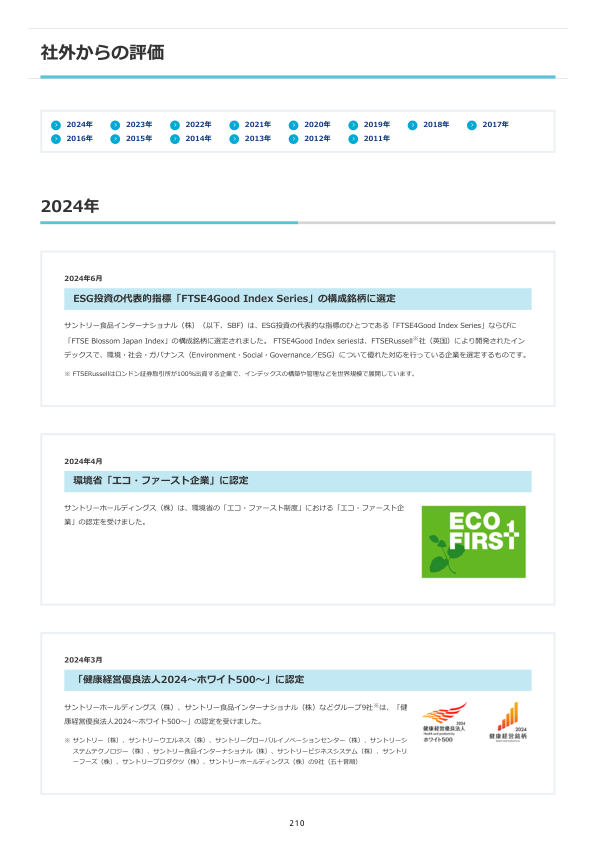 社外からの評価
2024年 2023年 2022年 2021年 2020年 2019年 2018年 2017年
2016年 2015年 2014年 2013年 2012年 2011年
2024年
2024年6月
ESG投資の代表的指標「FTSE4Good Index Series」の構成銘柄に選定
サントリー食品インターナショナル（株）（以下、SBF）は、ESG投資の代表的な指標のひとつである「FTSE4Good Index Series」ならびに
「FTSE Blossom Japan Index」の構成銘柄に選定されました。 FTSE4Good Index seriesは、FTSERussell※社（英国）により開発されたイン
デックスで、環境・社会・ガバナンス（Environment・Social・Governance／ESG）について優れた対応を行っている企業を選定するものです。
※ FTSERussellはロンドン証券取引所が100%出資する企業で、インデックスの構築や管理などを世界規模で展開しています。
2024年4月
環境省「エコ・ファースト企業」に認定
サントリーホールディングス（株）は、環境省の「エコ・ファースト制度」における「エコ・ファースト企
業」の認定を受けました。
ECO
FIRST
2024年3月
「健康経営優良法人2024～ホワイト500～」に認定
サントリーホールディングス（株）、サントリー食品インターナショナル（株）などグループ9社※は、「健
康経営優良法人2024～ホワイト500～」の認定を受けました。
※ サントリー（株）、サントリーウエルネス（株）、サントリーグローバルイノベーションセンター（株）、サントリーシ
ステムテクノロジー（株）、サントリー食品インターナショナル（株）、サントリービジネスシステム（株）、サントリ
ーフーズ（株）、サントリープロダクツ（株）、サントリーホールディングス（株）の9社（五十音順）
2024
健康経営優良法人
Health and productivity
ホワイト500
2024
健康経営銘柄
210